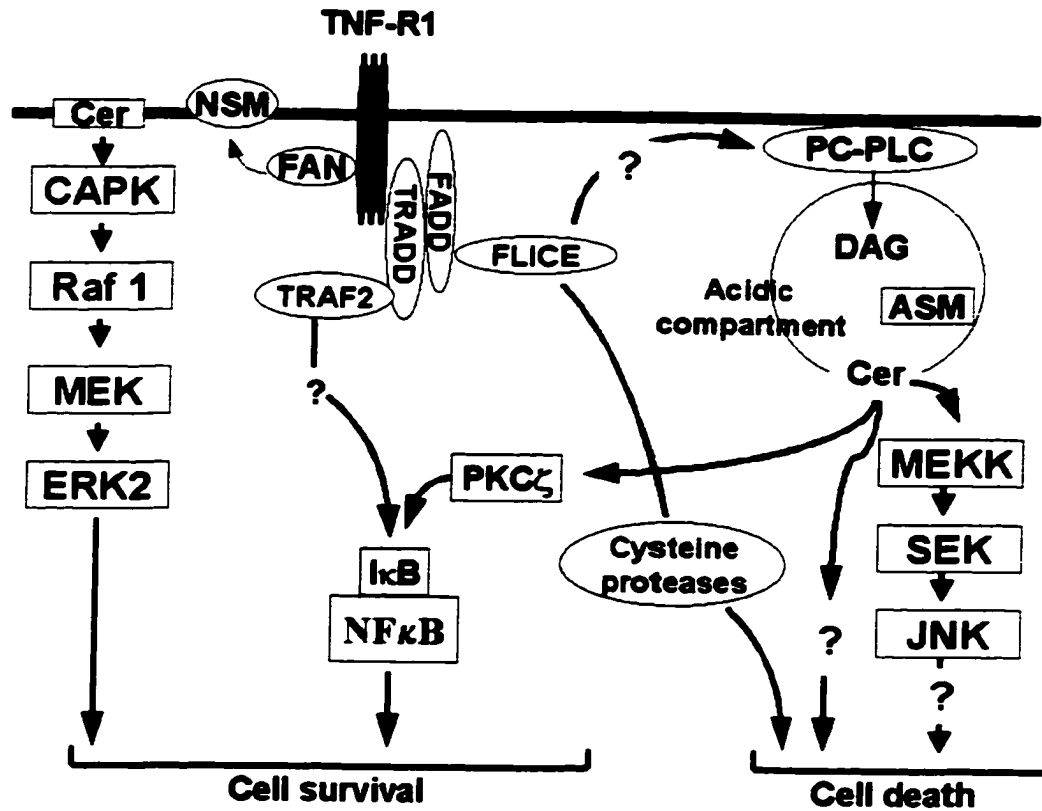 TNF-R1
Cer
NSM
FAN
TRADD
FADD
FLICE
TRAF2
?
?
PC-PLC
DAG
ASM
Acidic
compartment
Cer
CAPK
Raf 1
MEK
ERK2
PKCζ
IκB
NFκB
Cysteine
proteases
?
MEKK
SEK
JNK
?
Cell survival
Cell death